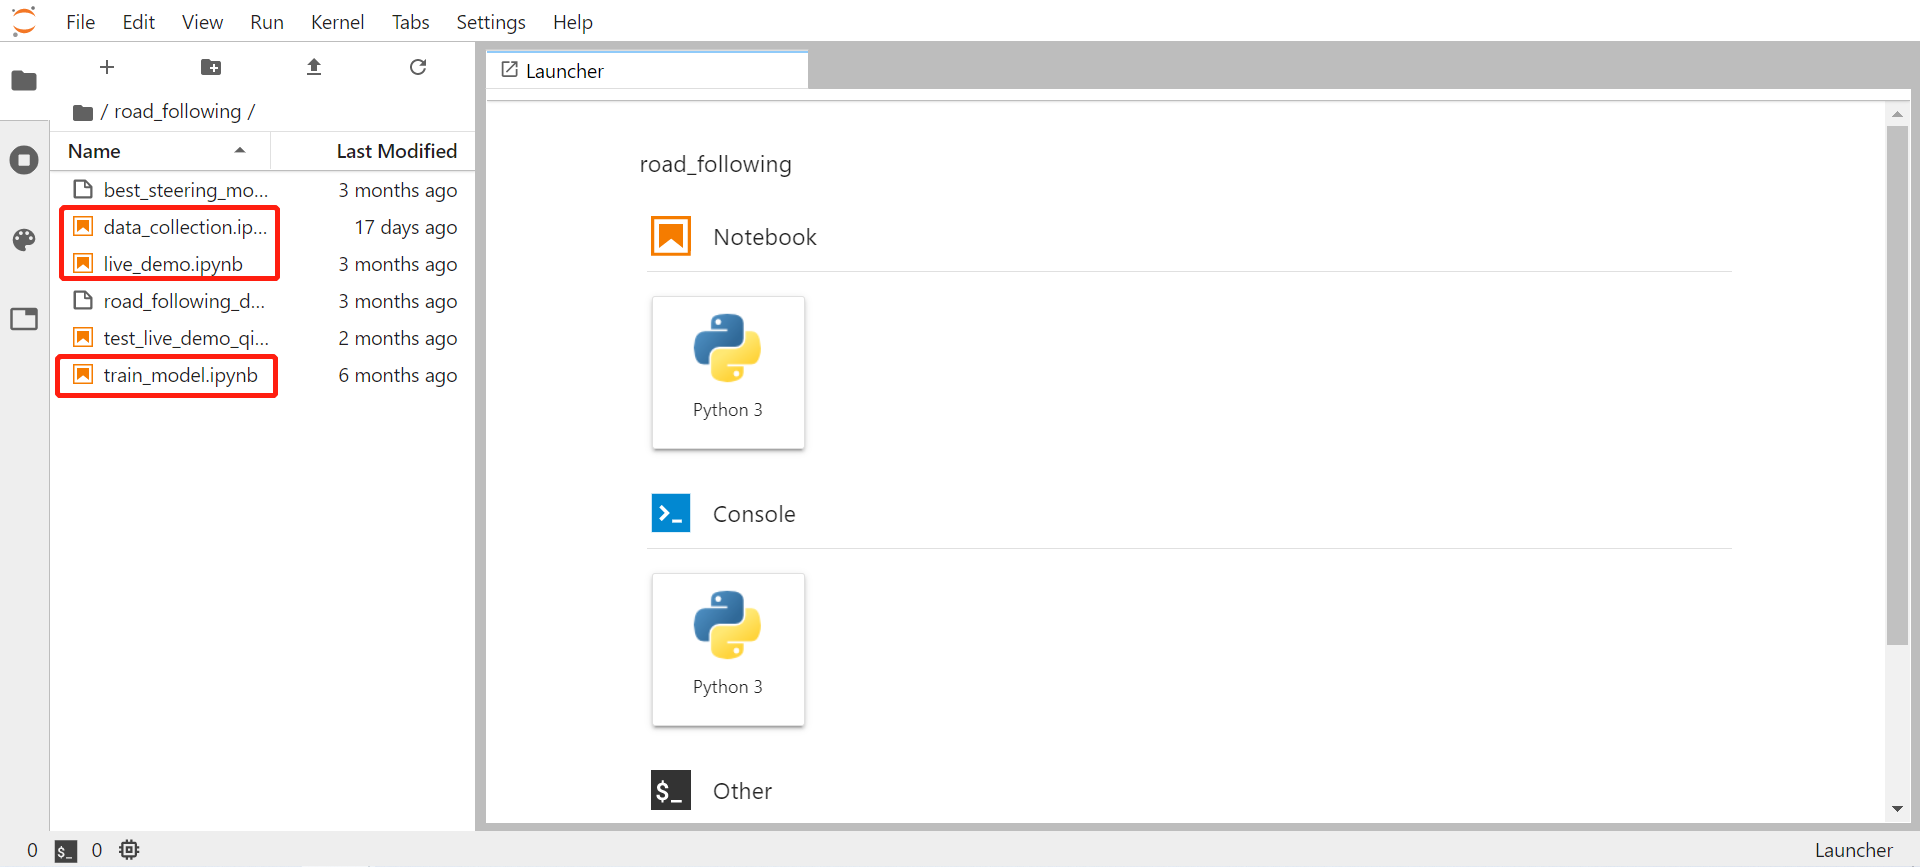 File Edit View Run Kernel Tabs Settings Help
Launcher
/ road_following /
Name Last Modified
best_steering_mo... 3 months ago
data_collection.ip... 17 days ago
live_demo.ipynb 3 months ago
road_following_d... 3 months ago
test_live_demo_qi... 2 months ago
train_model.ipynb 6 months ago
road_following
Notebook
Python 3
>_ Console
Python 3
$_ Other
0 $_ 0 Launcher